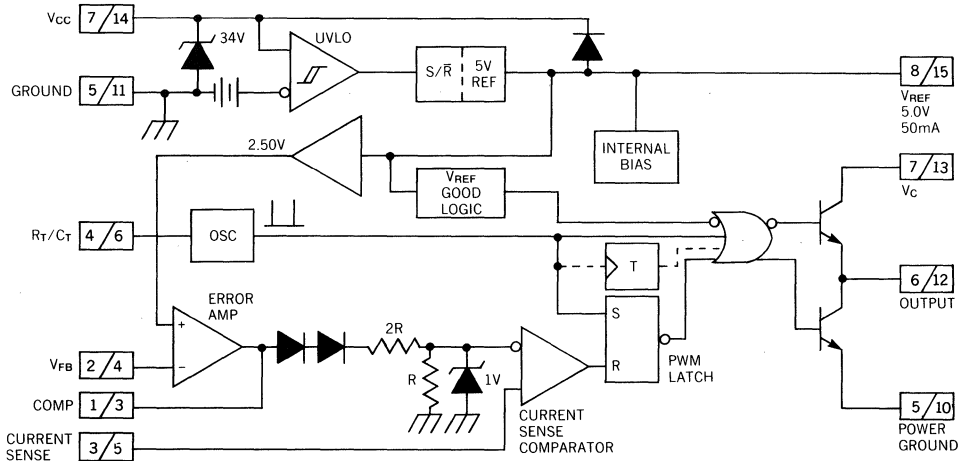 Vcc 7/14
34V
UVLO
S/R̅
5V
REF
8/15
VREF
5.0V
50mA
GROUND 5/11
2.50V
INTERNAL
BIAS
VREF
GOOD
LOGIC
7/13
Vc
RT/CT 4/6
OSC
T
6/12
OUTPUT
ERROR
AMP
+
−
2R
R
1V
S
R
PWM
LATCH
VFB 2/4
COMP 1/3
CURRENT
SENSE 3/5
CURRENT
SENSE
COMPARATOR
5/10
POWER
GROUND